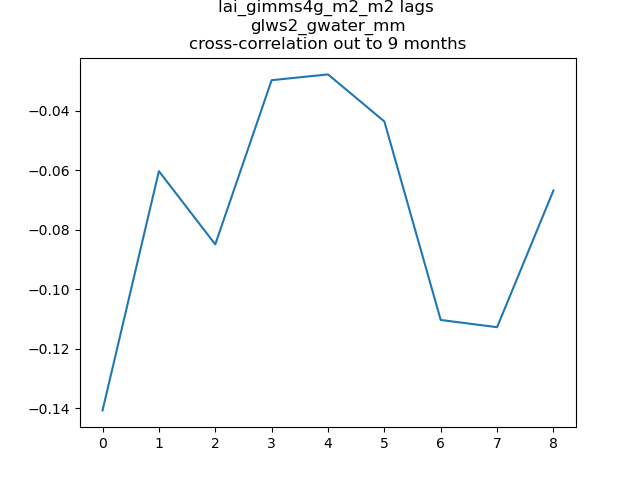 lai_gimms4g_m2_m2 lags
glws2_gwater_mm
cross-correlation out to 9 months
−0.04
−0.06
−0.08
−0.10
−0.12
−0.14
0 1 2 3 4 5 6 7 8